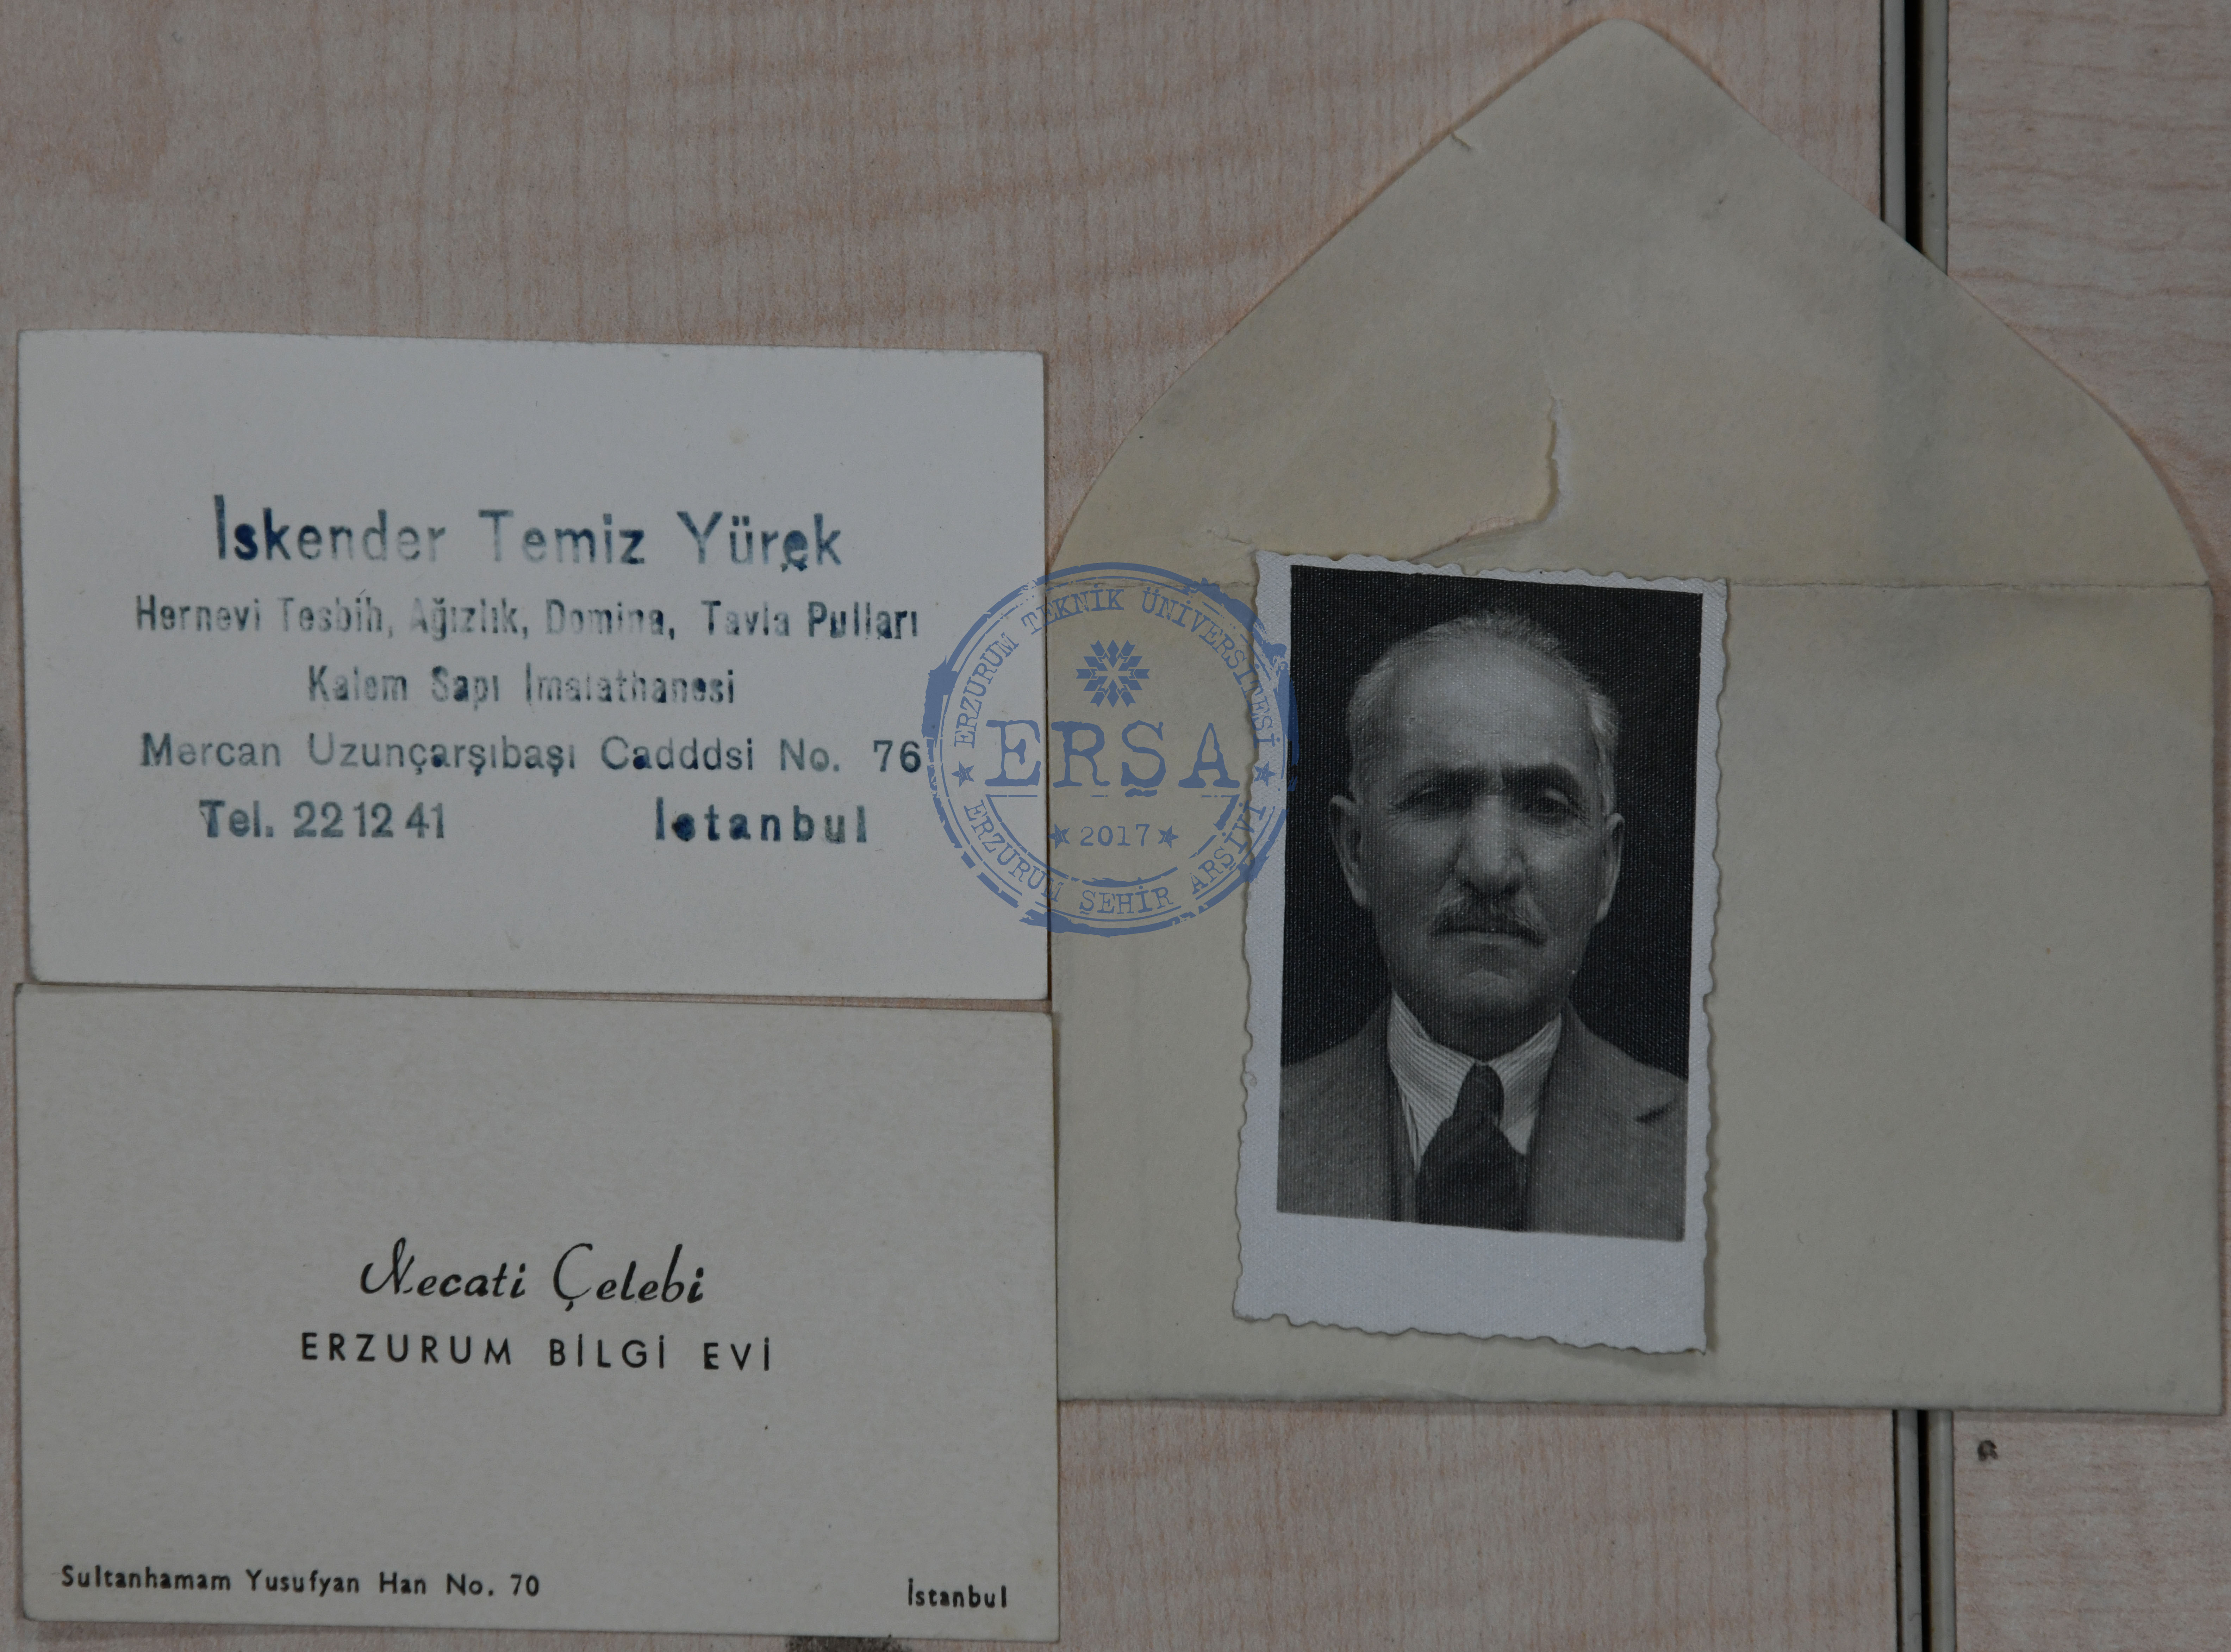 İskender Temiz Yürek
Hernevi Tesbih, Ağızlık, Domina, Tavla Pulları
Kalem Sapı İmalathanesi
Mercan Uzunçarşıbaşı Cadddsi No. 76
Tel. 22 12 41 İstanbul
Necati Çelebi
ERZURUM BİLGİ EVİ
Sultanhamam Yusufyan Han No. 70 İstanbul
ERZURUM TEKNİK ÜNİVERSİTESİ
ERŞA
2017
ERZURUM ŞEHİR ARŞİVİ